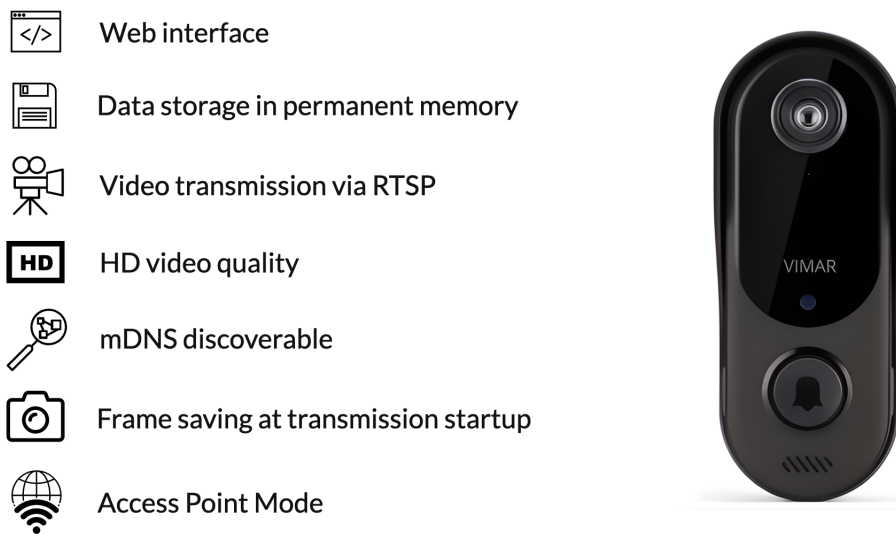 </>
Web interface
Data storage in permanent memory
Video transmission via RTSP
HD
HD video quality
mDNS discoverable
Frame saving at transmission startup
Access Point Mode
VIMAR